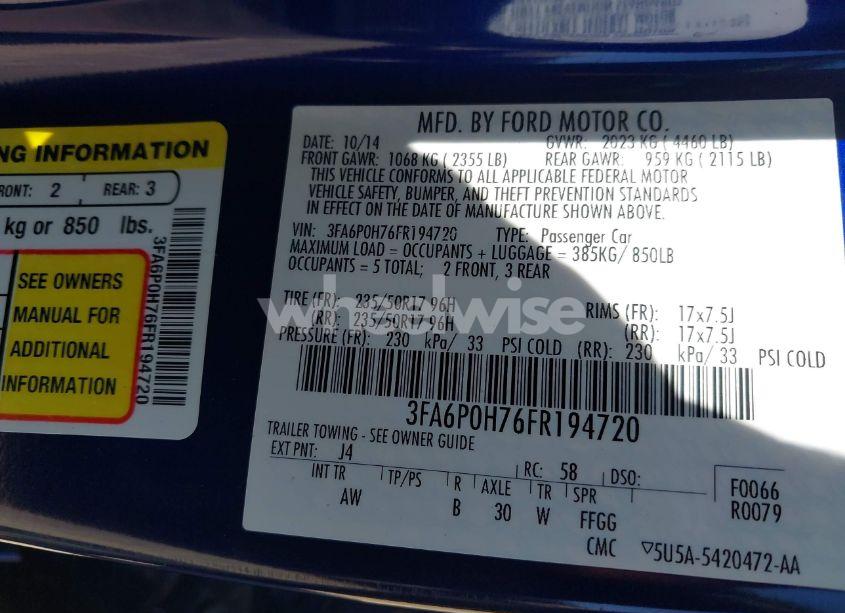 NG INFORMATION
RONT: 2 REAR: 3
kg or 850 lbs.
SEE OWNERS
MANUAL FOR
ADDITIONAL
INFORMATION
3FA6P0H76FR194720
MFD. BY FORD MOTOR CO.
DATE: 10/14 GVWR: 2023 KG ( 4460 LB)
FRONT GAWR: 1068 KG ( 2355 LB) REAR GAWR: 959 KG ( 2115 LB)
THIS VEHICLE CONFORMS TO ALL APPLICABLE FEDERAL MOTOR
VEHICLE SAFETY, BUMPER, AND THEFT PREVENTION STANDARDS
IN EFFECT ON THE DATE OF MANUFACTURE SHOWN ABOVE.
VIN: 3FA6P0H76FR194720 TYPE: Passenger Car
MAXIMUM LOAD = OCCUPANTS + LUGGAGE = 385KG/ 850LB
OCCUPANTS = 5 TOTAL; 2 FRONT, 3 REAR
wheelwise
TIRE (FR): 235/50R17 96H RIMS (FR): 17x7.5J
(RR): 235/50R17 96H (RR): 17x7.5J
PRESSURE (FR): 230 kPa/ 33 PSI COLD (RR): 230 kPa/ 33 PSI COLD
3FA6P0H76FR194720
TRAILER TOWING - SEE OWNER GUIDE
EXT PNT: J4 RC: 58 DSO: F0066
INT TR TP/PS R AXLE TR SPR R0079
AW B 30 W FFGG
CMC ▽5U5A-5420472-AA